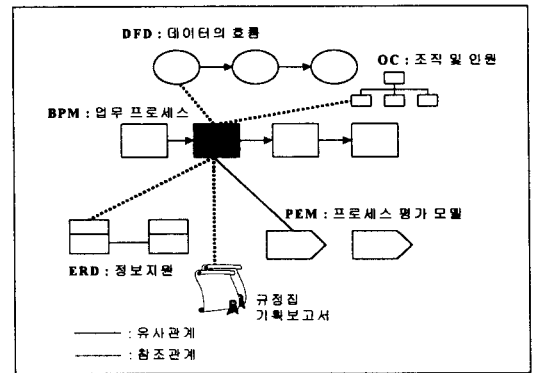 DFD : 데이터의 흐름
OC : 조직 및 인원
BPM : 업무 프로세스
PEM : 프로세스 평가 모델
ERD : 정보지원
규정집
기획보고서
: 유사관계
: 참조관계